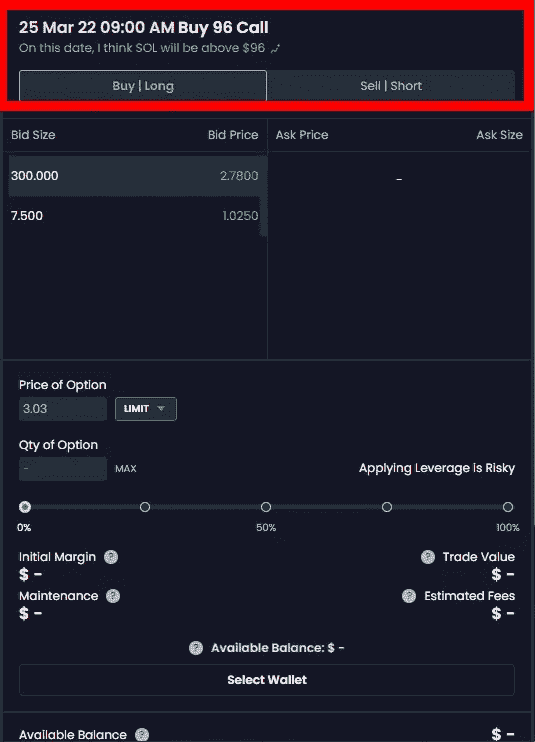 25 Mar 22 09:00 AM Buy 96 Call
On this date, I think SOL will be above $96
Buy | Long Sell | Short
Bid Size Bid Price Ask Price Ask Size
300.000 2.7800 –
7.500 1.0250
Price of Option
3.03 LIMIT
Qty of Option
- MAX Applying Leverage is Risky
0% 50% 100%
Initial Margin ? ? Trade Value
$ - $ -
Maintenance ? ? Estimated Fees
$ - $ -
? Available Balance: $ -
Select Wallet
Available Balance ? $ -